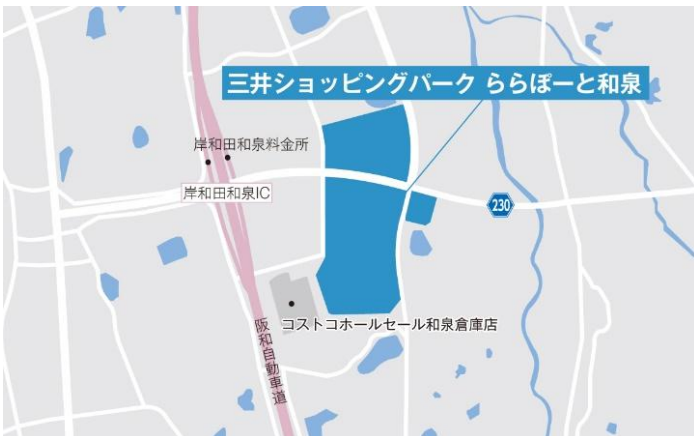 三井ショッピングパーク ららぽーと和泉
岸和田和泉料金所
岸和田和泉IC
230
コストコホールセール和泉倉庫店
阪和自動車道